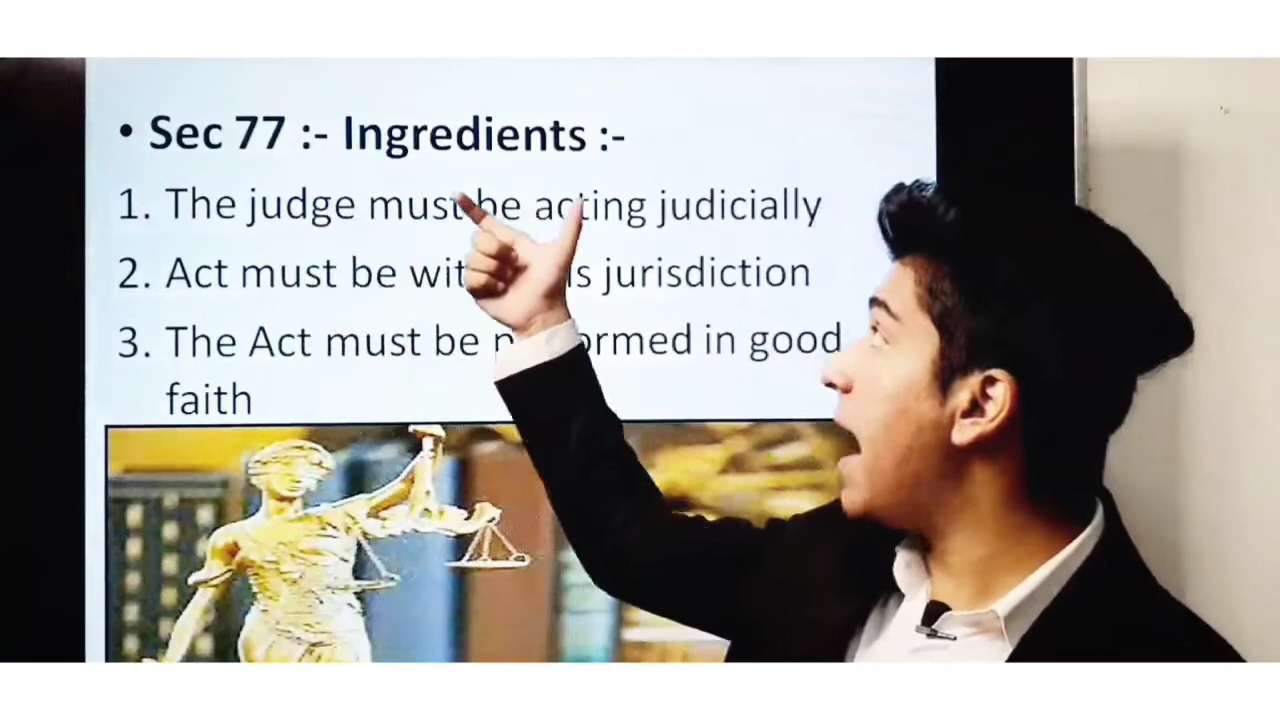 • Sec 77 :- Ingredients :-
1. The judge must be acting judicially
2. Act must be jurisdiction
3. The Act must be performed in good
faith